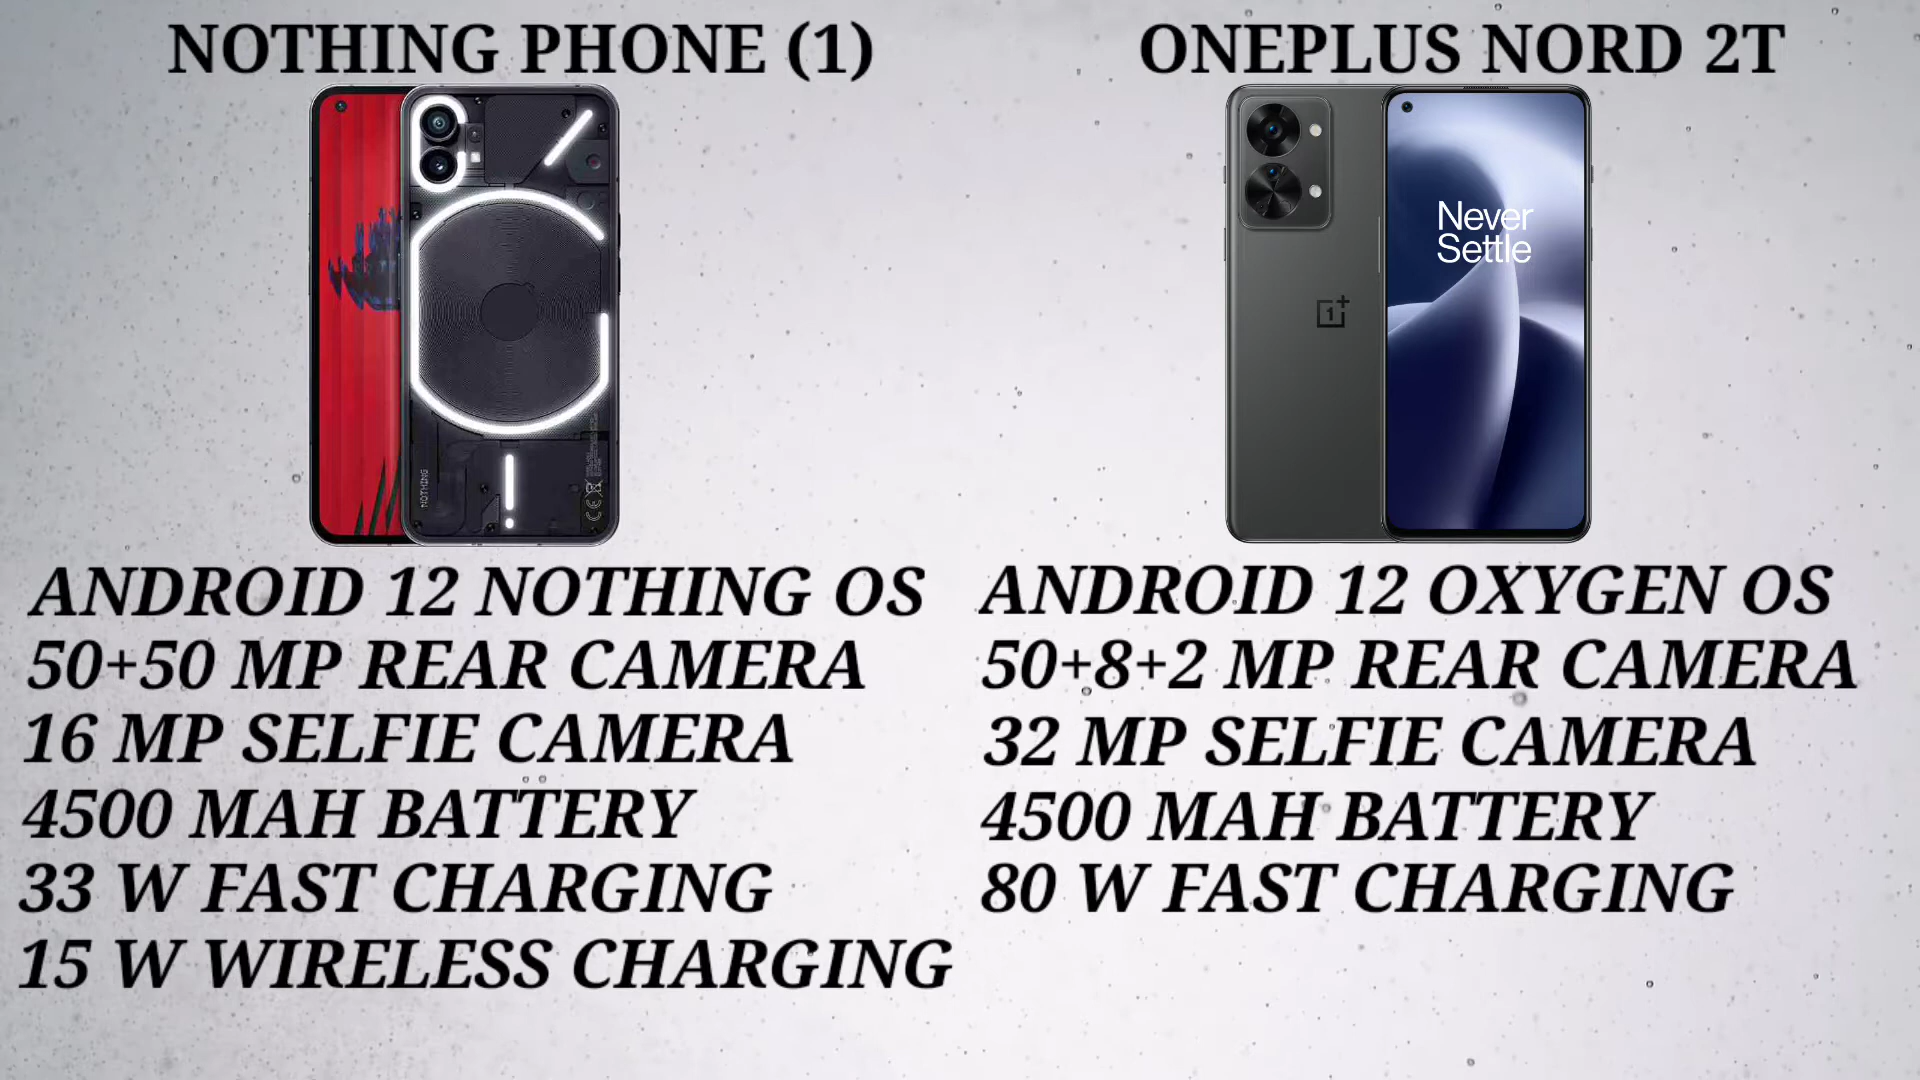 NOTHING PHONE (1)
NOTHING
ANDROID 12 NOTHING OS
50+50 MP REAR CAMERA
16 MP SELFIE CAMERA
4500 MAH BATTERY
33 W FAST CHARGING
15 W WIRELESS CHARGING
ONEPLUS NORD 2T
Never
Settle
1+
ANDROID 12 OXYGEN OS
50+8+2 MP REAR CAMERA
32 MP SELFIE CAMERA
4500 MAH BATTERY
80 W FAST CHARGING